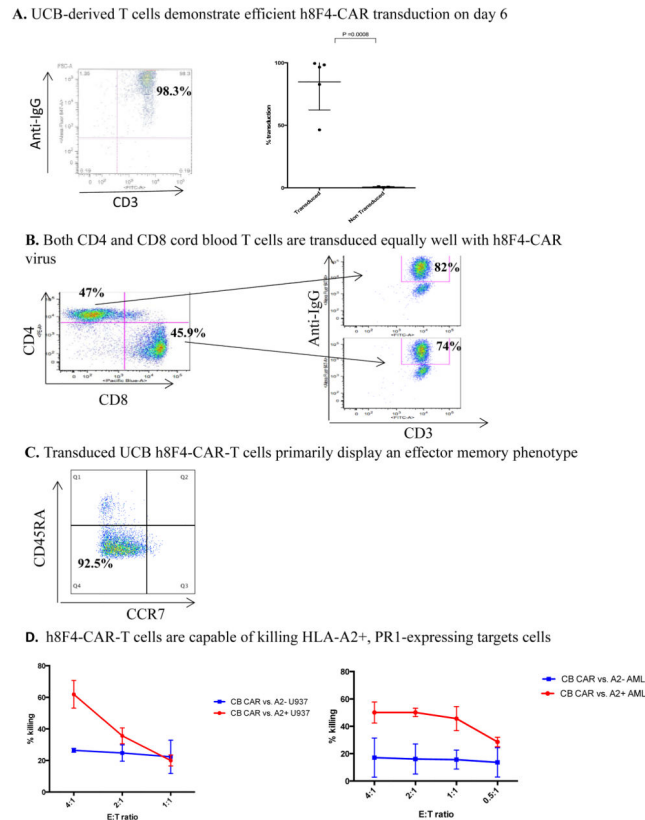 A. UCB-derived T cells demonstrate efficient h8F4-CAR transduction on day 6
98.3%
Anti-IgG
CD3
P =0.0008
% transduction
100
50
0
Transduced
Non Transduced
B. Both CD4 and CD8 cord blood T cells are transduced equally well with h8F4-CAR
virus
47%
45.9%
CD4
<Pacific Blue-A>
CD8
82%
74%
Anti-IgG
CD3
C. Transduced UCB h8F4-CAR-T cells primarily display an effector memory phenotype
Q1
Q2
92.5%
Q4
Q3
CD45RA
CCR7
D. h8F4-CAR-T cells are capable of killing HLA-A2+, PR1-expressing targets cells
80
60
40
20
0
% killing
4:1
2:1
1:1
E:T ratio
CB CAR vs. A2- U937
CB CAR vs. A2+ U937
80
60
40
20
0
% killing
4:1
2:1
1:1
0.5:1
E:T ratio
CB CAR vs. A2- AML
CB CAR vs. A2+ AML